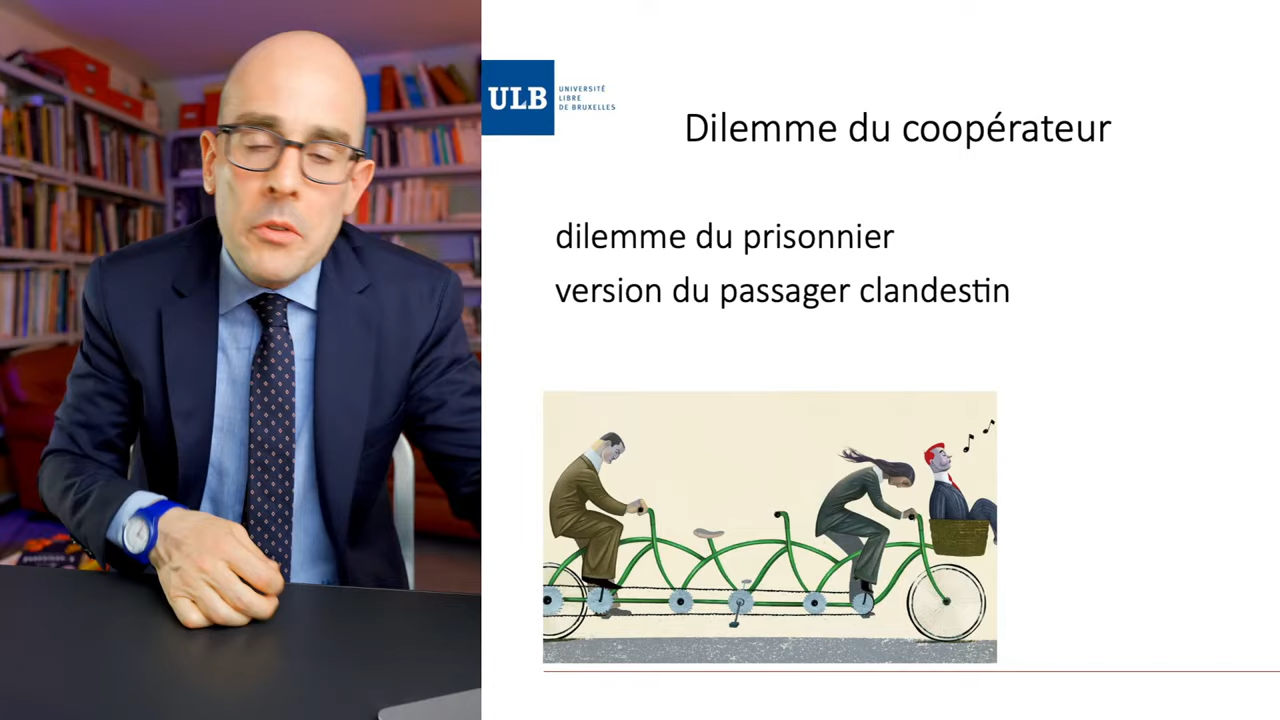 ULB
UNIVERSITÉ
LIBRE
DE BRUXELLES
Dilemme du coopérateur
dilemme du prisonnier
version du passager clandestin